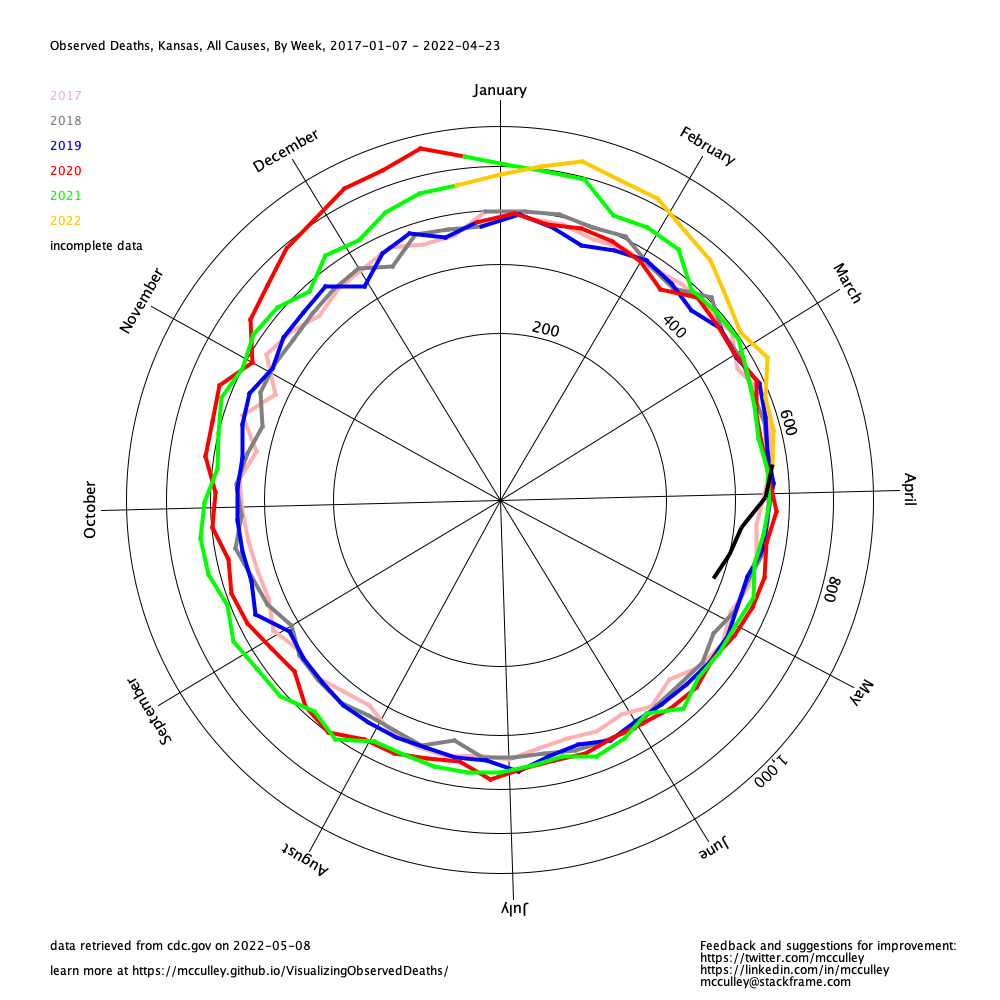 Observed Deaths, Kansas, All Causes, By Week, 2017-01-07 - 2022-04-23
2017
2018
2019
2020
2021
2022
incomplete data
January
February
March
April
May
June
July
August
September
October
November
December
200
400
600
800
1,000
data retrieved from cdc.gov on 2022-05-08
learn more at https://mcculley.github.io/VisualizingObservedDeaths/
Feedback and suggestions for improvement:
https://twitter.com/mcculley
https://linkedin.com/in/mcculley
mcculley@stackframe.com